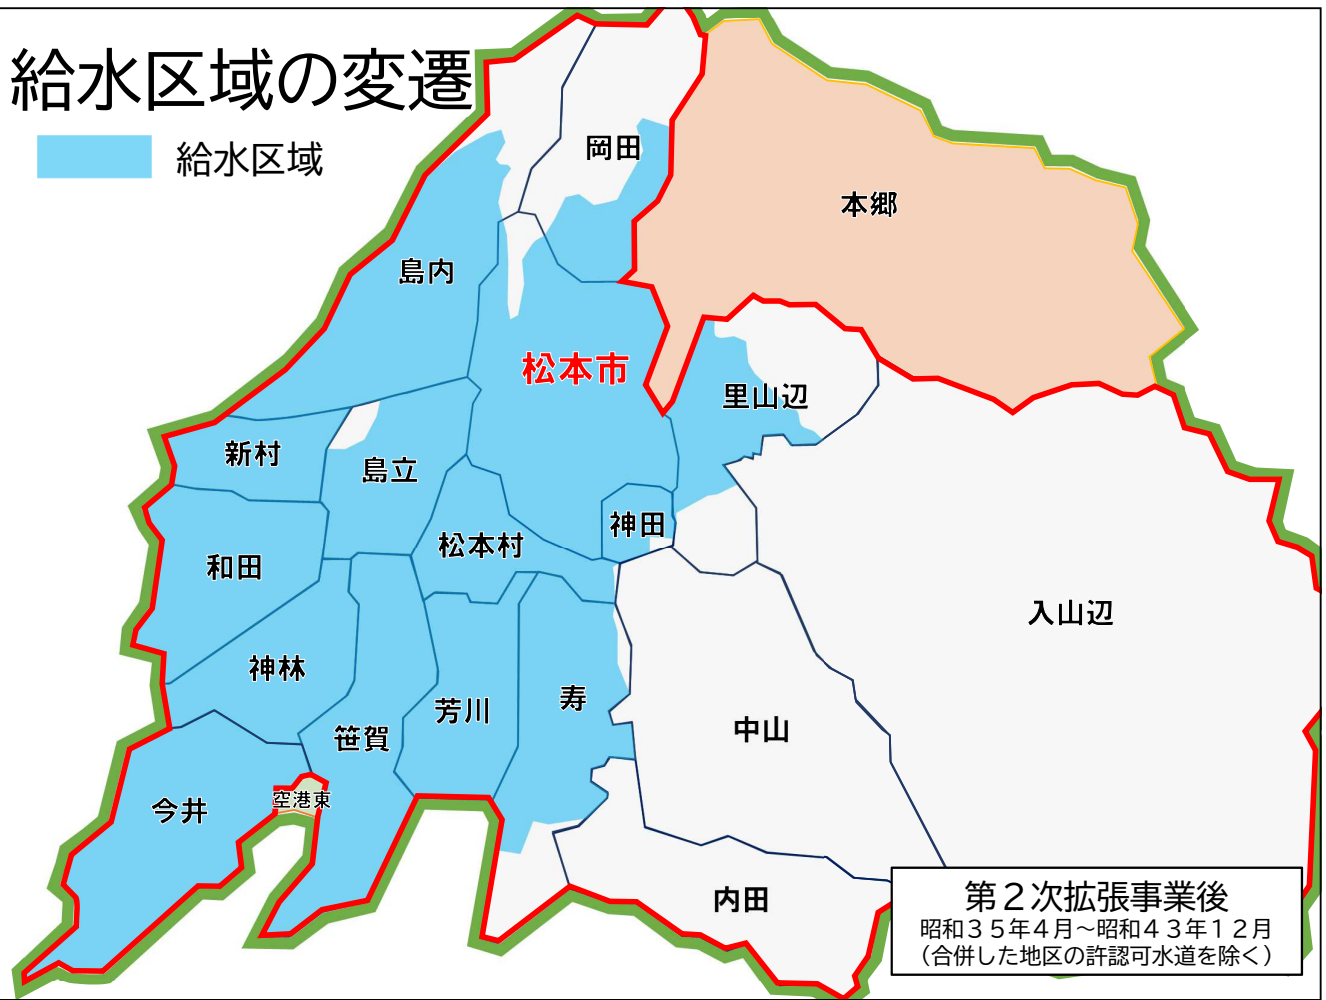 給水区域の変遷
給水区域
岡田
本郷
島内
松本市
里山辺
新村
島立
神田
松本村
和田
入山辺
神林
寿
芳川
笹賀
中山
空港東
今井
内田
第２次拡張事業後
昭和３５年４月～昭和４３年１２月
（合併した地区の許認可水道を除く）